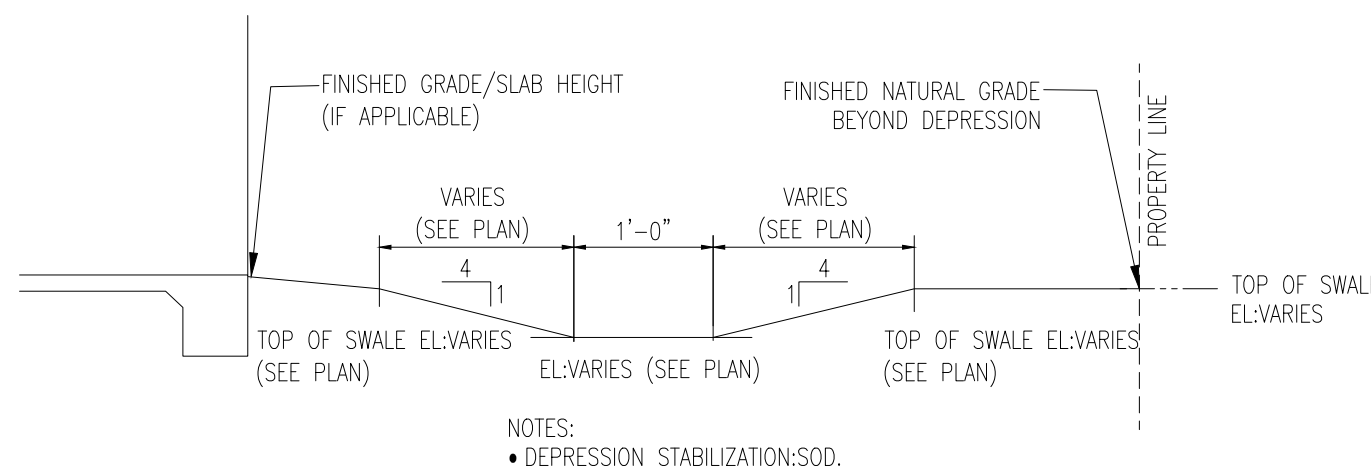 FINISHED GRADE/SLAB HEIGHT
(IF APPLICABLE)
FINISHED NATURAL GRADE
BEYOND DEPRESSION
PROPERTY LINE
VARIES
(SEE PLAN)
1'-0"
VARIES
(SEE PLAN)
4
1
4
1
TOP OF SWALE EL:VARIES
(SEE PLAN)
EL:VARIES (SEE PLAN)
TOP OF SWALE EL:VARIES
(SEE PLAN)
TOP OF SWALE
EL:VARIES
NOTES:
• DEPRESSION STABILIZATION:SOD.